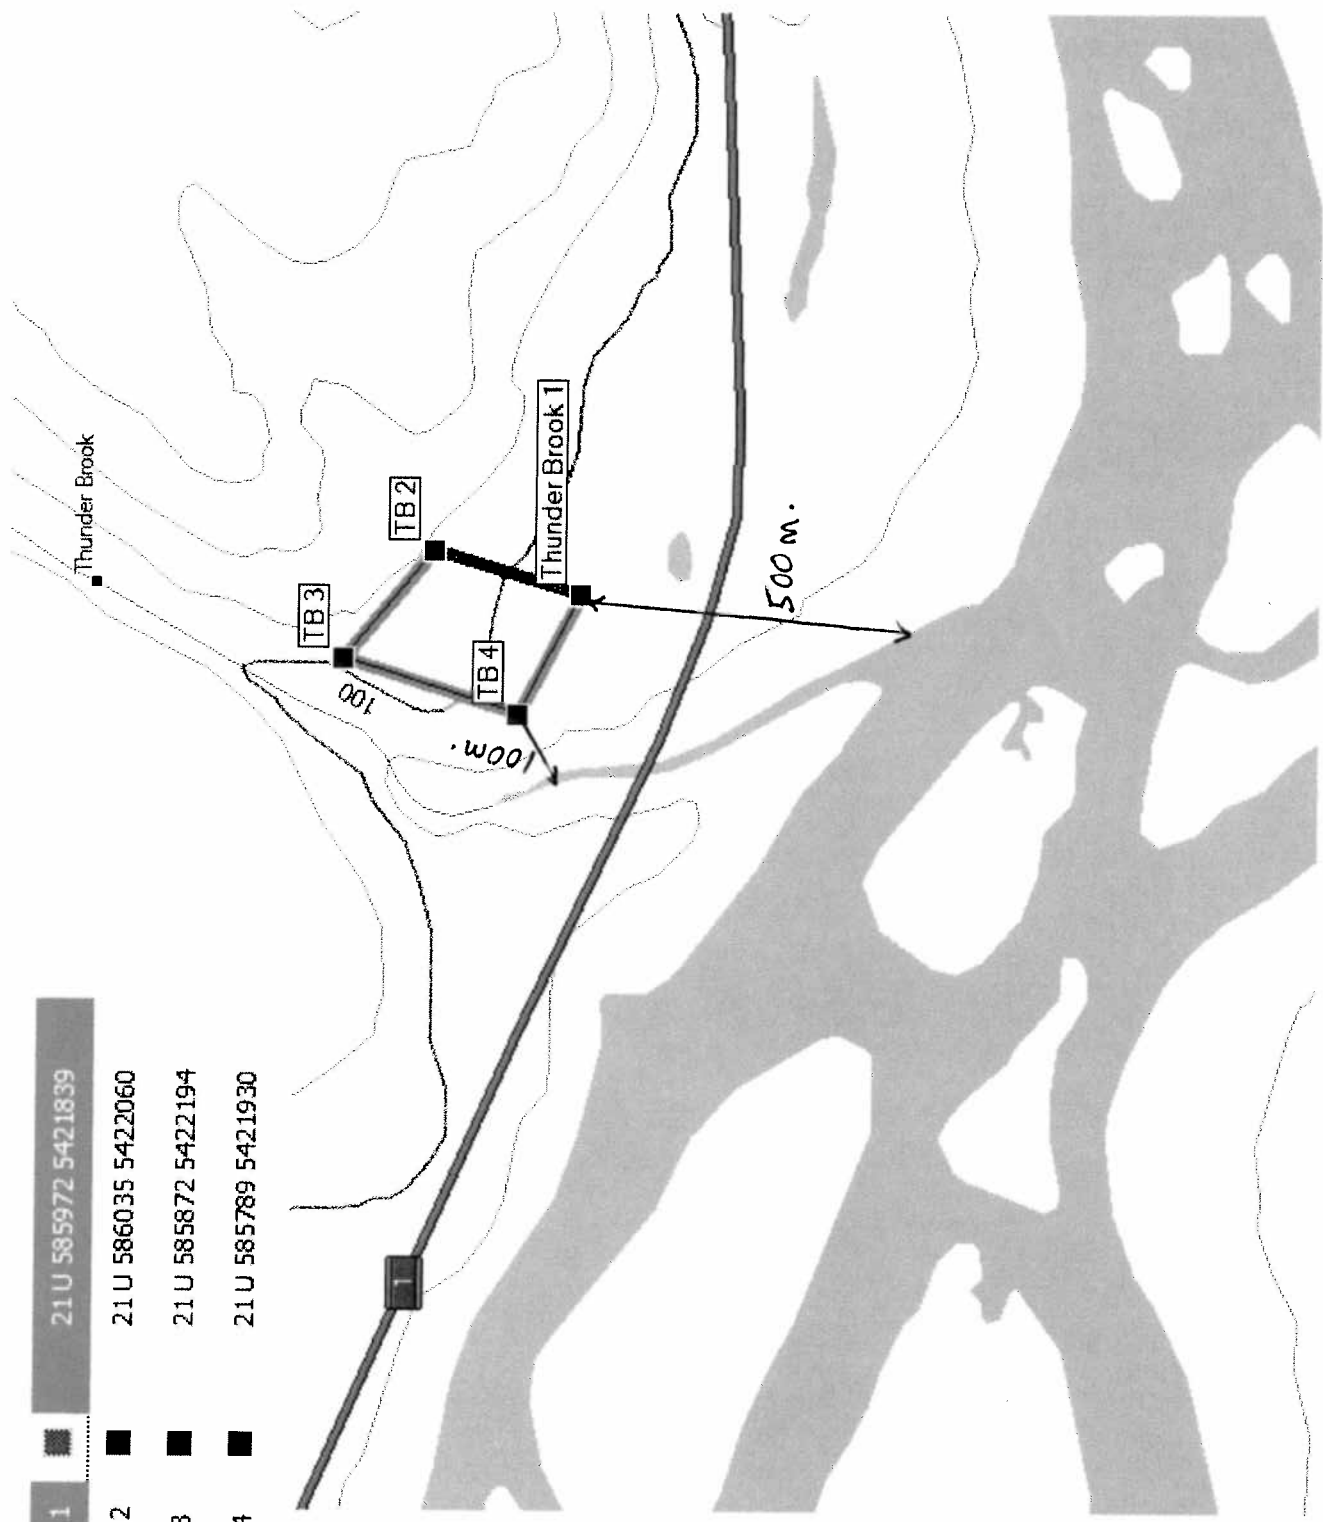 Thunder Brook
TB 3
TB 2
100
TB 4
Thunder Brook 1
100m.
500m.
1
1 21 U 585972 5421839
2 21 U 586035 5422060
3 21 U 585872 5422194
4 21 U 585789 5421930